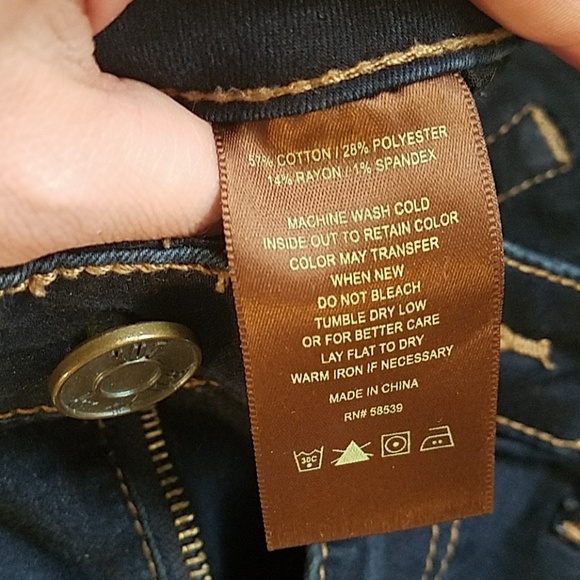 57% COTTON / 28% POLYESTER
14% RAYON · 1% SPANDEX
MACHINE WASH COLD
INSIDE OUT TO RETAIN COLOR
COLOR MAY TRANSFER
WHEN NEW
DO NOT BLEACH
TUMBLE DRY LOW
OR FOR BETTER CARE
LAY FLAT TO DRY
WARM IRON IF NECESSARY
MADE IN CHINA
RN# 58539
30C